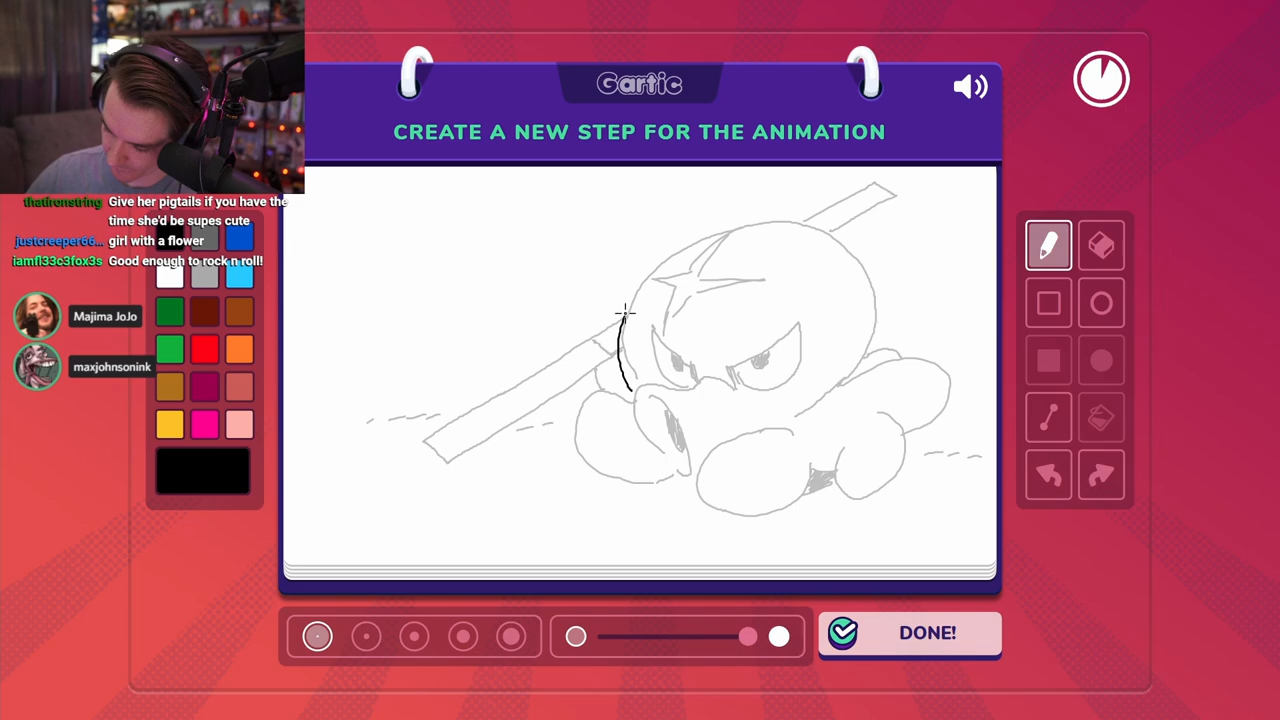 Gartic
CREATE A NEW STEP FOR THE ANIMATION
thatironstring Give her pigtails if you have the
time she'd be supes cute
justcreeper66... girl with a flower
iamfl33c3fox3s Good enough to rock n roll!
Majima JoJo
maxjohnsonink
DONE!